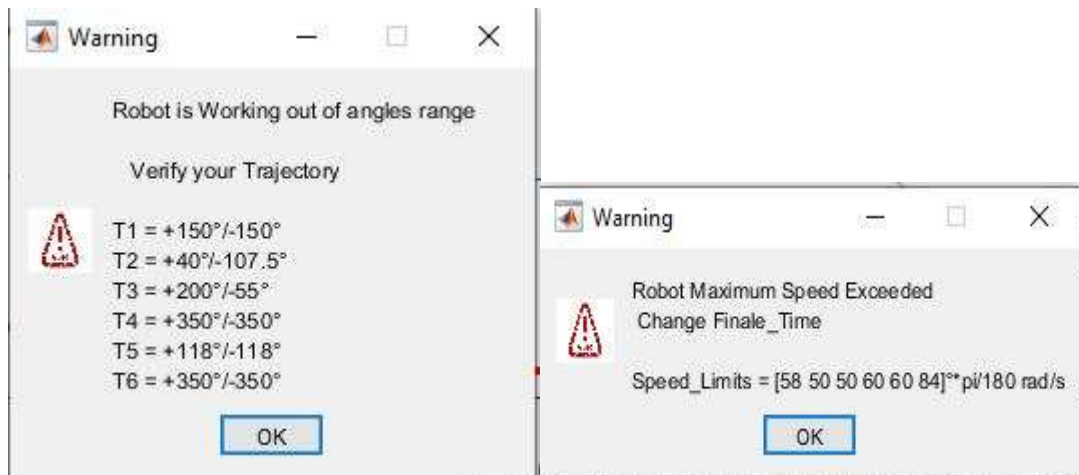 Warning
Robot is Working out of angles range
Verify your Trajectory
T1 = +150°/-150°
T2 = +40°/-107.5°
T3 = +200°/-55°
T4 = +350°/-350°
T5 = +118°/-118°
T6 = +350°/-350°
OK
Warning
Robot Maximum Speed Exceeded
Change Finale_Time
Speed_Limits = [58 50 50 60 60 84]°*pi/180 rad/s
OK